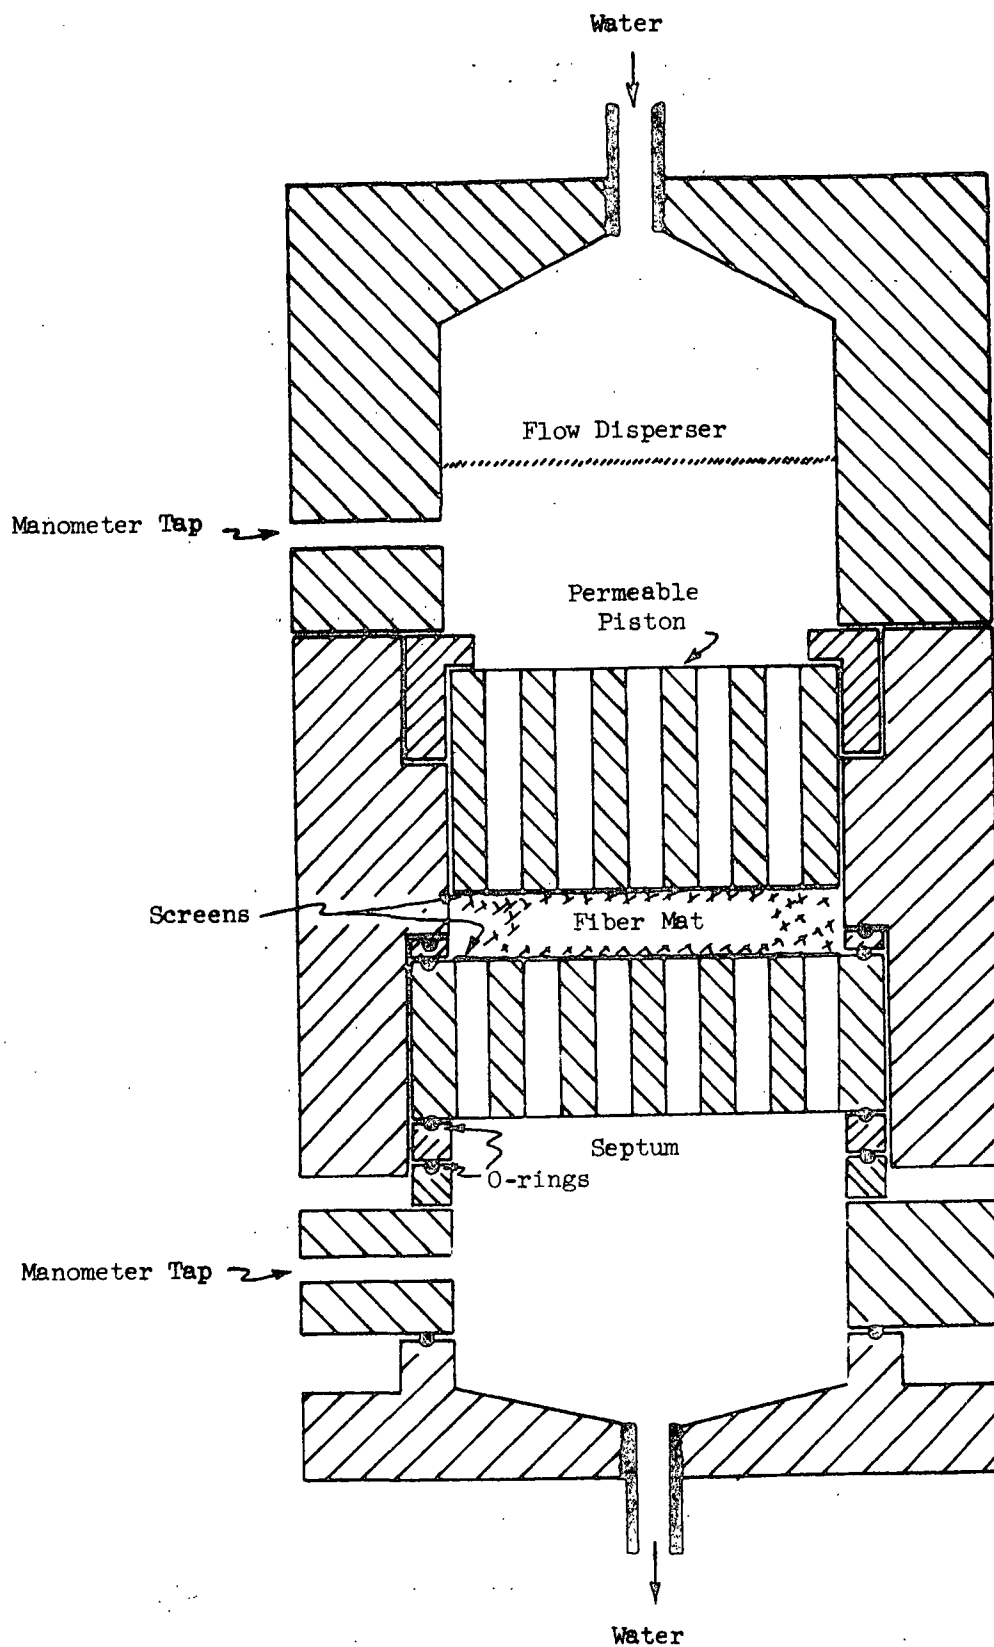 Water
Flow Disperser
Manometer Tap
Permeable
Piston
Screens
Fiber Mat
Septum
O-rings
Manometer Tap
Water